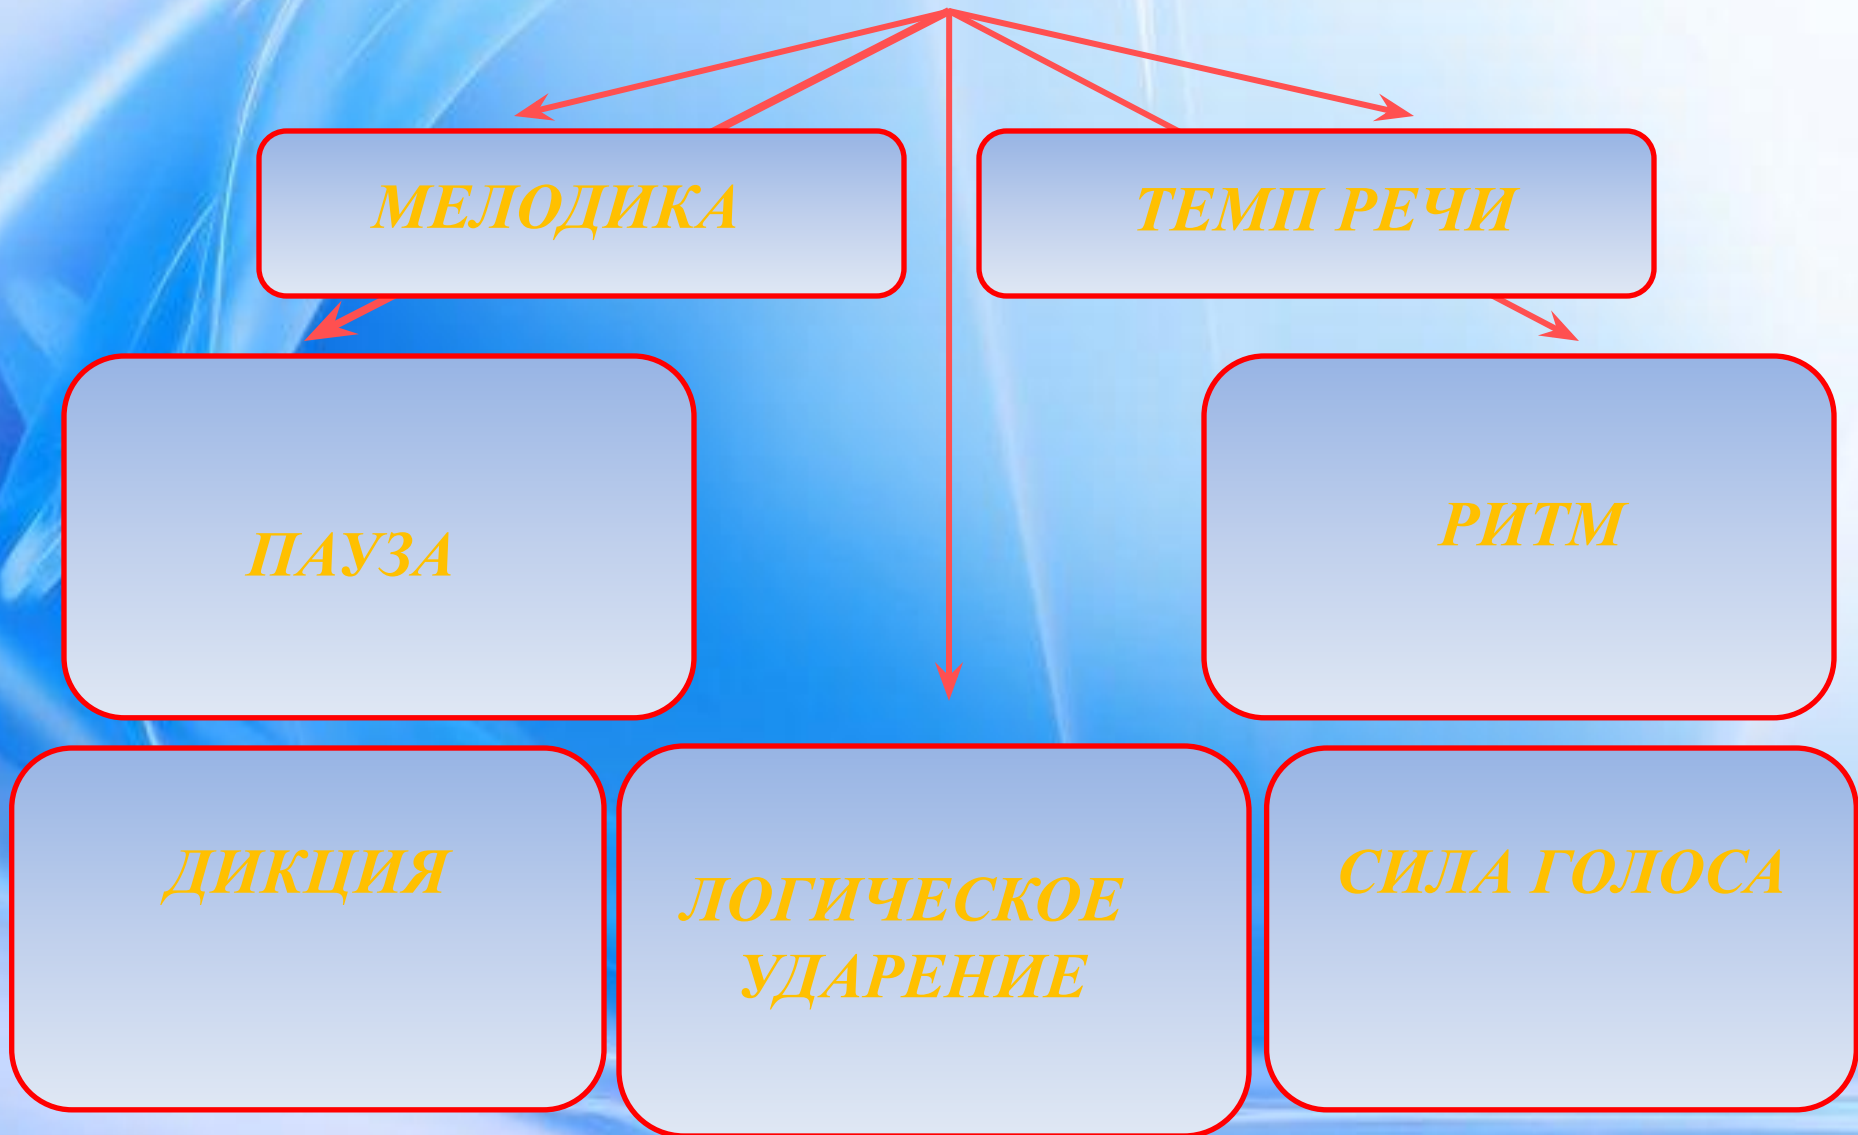 МЕЛОДИКА
ТЕМП РЕЧИ
ПАУЗА
РИТМ
ДИКЦИЯ
ЛОГИЧЕСКОЕ
УДАРЕНИЕ
СИЛА ГОЛОСА